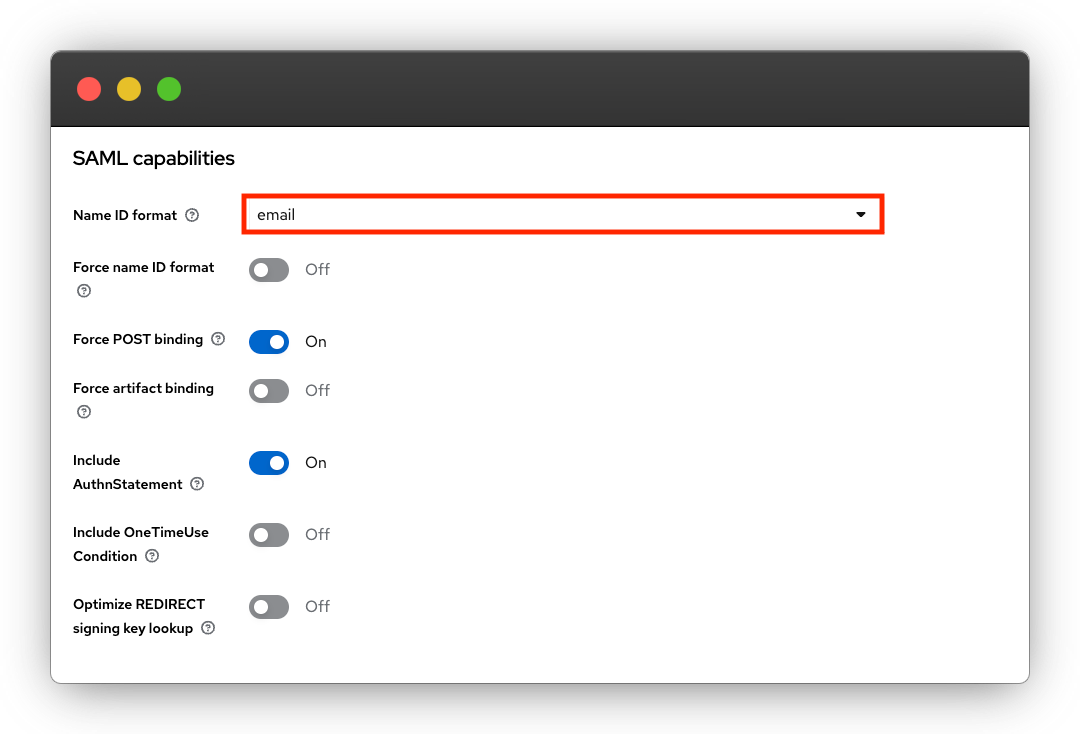 SAML capabilities
Name ID format
email
Force name ID format
Off
Force POST binding
On
Force artifact binding
Off
Include
AuthnStatement
On
Include OneTimeUse
Condition
Off
Optimize REDIRECT
signing key lookup
Off